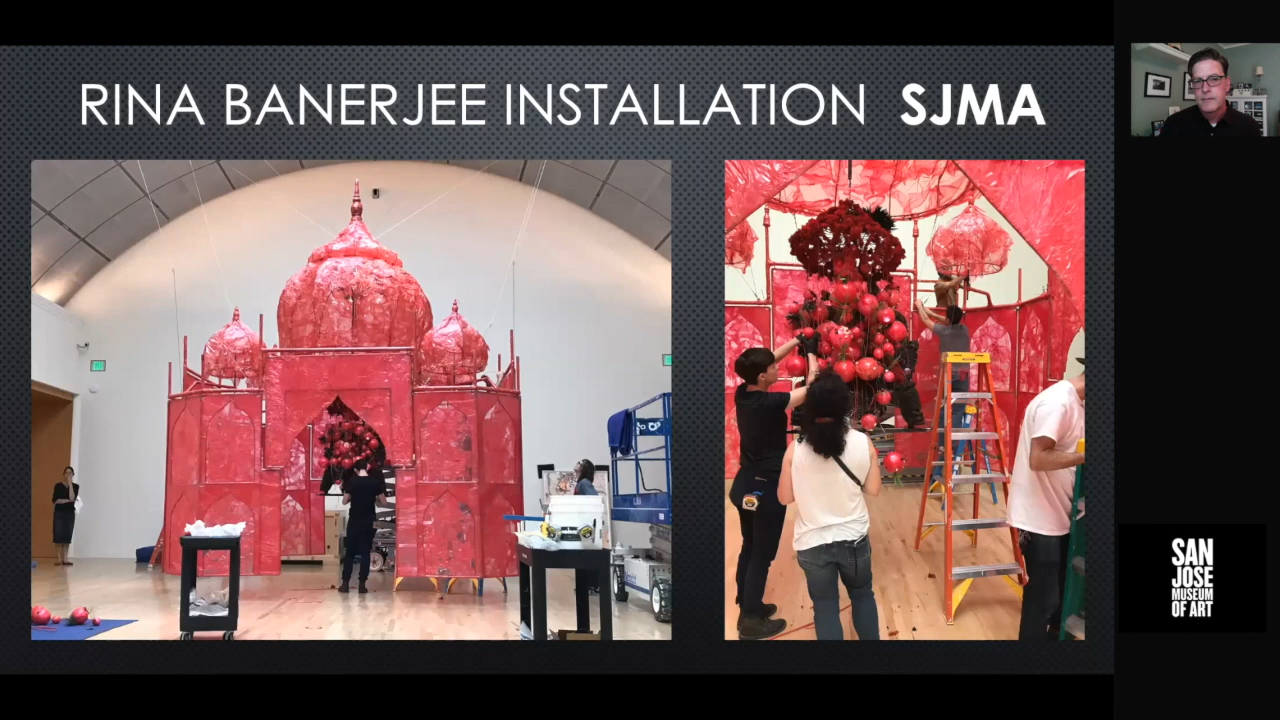 RINA BANERJEE INSTALLATION SJMA
SAN
JOSE
MUSEUM
OF ART